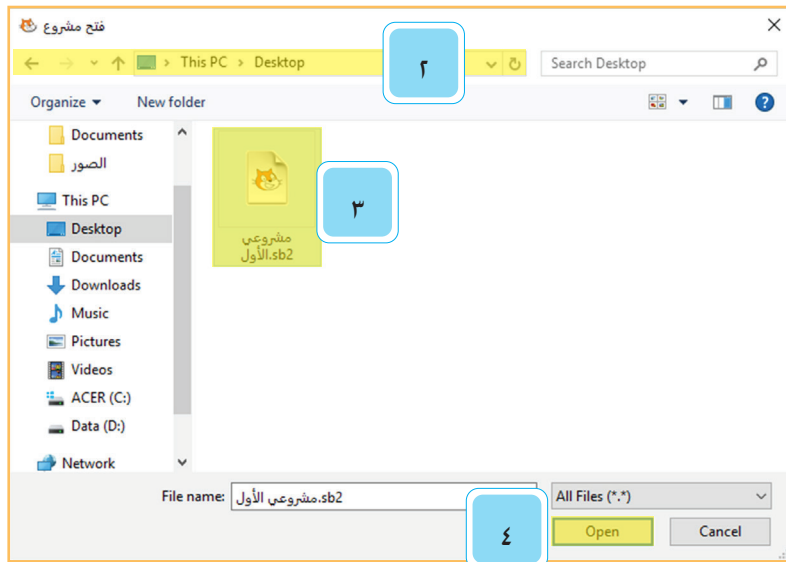 فتح مشروع
This PC > Desktop
٢
Search Desktop
Organize
New folder
Documents
الصور
This PC
Desktop
Documents
Downloads
Music
Pictures
Videos
ACER (C:)
Data (D:)
Network
٣
مشروعي
الأول.sb2
File name:
مشروعي الأول.sb2
All Files (*.*)
٤
Open
Cancel